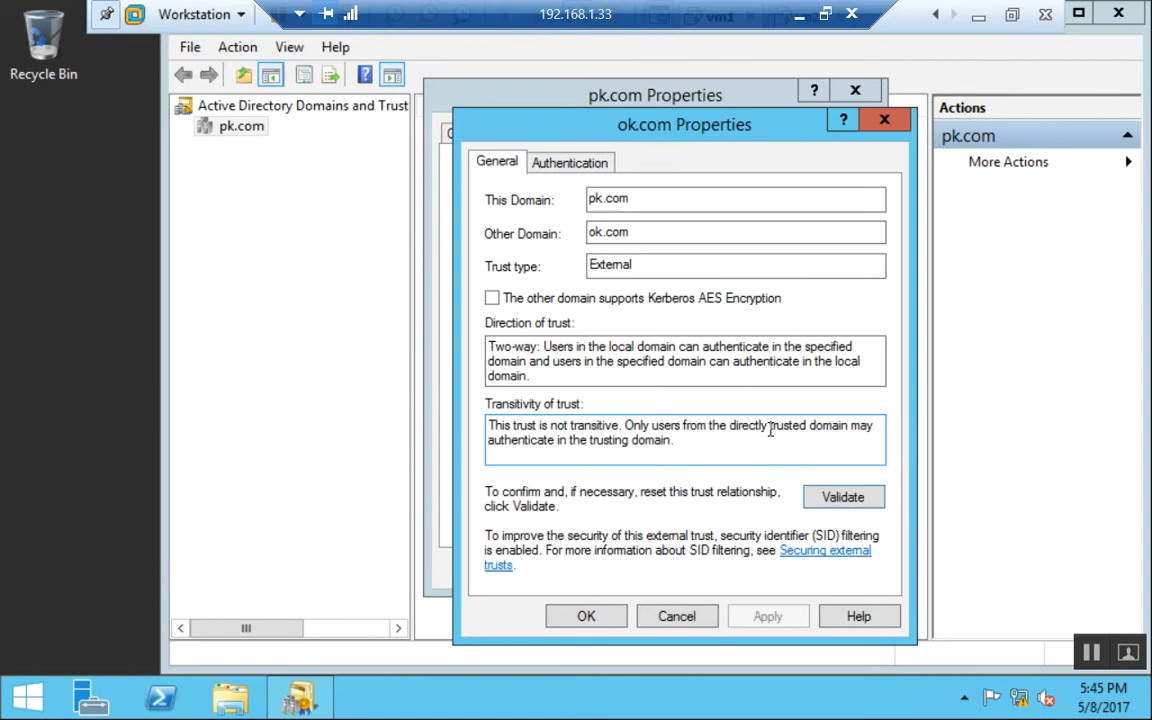 Recycle Bin
Workstation
192.168.1.33
vm1
File Action View Help
Active Directory Domains and Trust
pk.com
pk.com Properties
ok.com Properties
General Authentication
This Domain: pk.com
Other Domain: ok.com
Trust type: External
The other domain supports Kerberos AES Encryption
Direction of trust:
Two-way: Users in the local domain can authenticate in the specified
domain and users in the specified domain can authenticate in the local
domain.
Transitivity of trust:
This trust is not transitive. Only users from the directly trusted domain may
authenticate in the trusting domain.
To confirm and, if necessary, reset this trust relationship,
click Validate.
Validate
To improve the security of this external trust, security identifier (SID) filtering
is enabled. For more information about SID filtering, see Securing external
trusts.
OK Cancel Apply Help
Actions
pk.com
More Actions
5:45 PM
5/8/2017